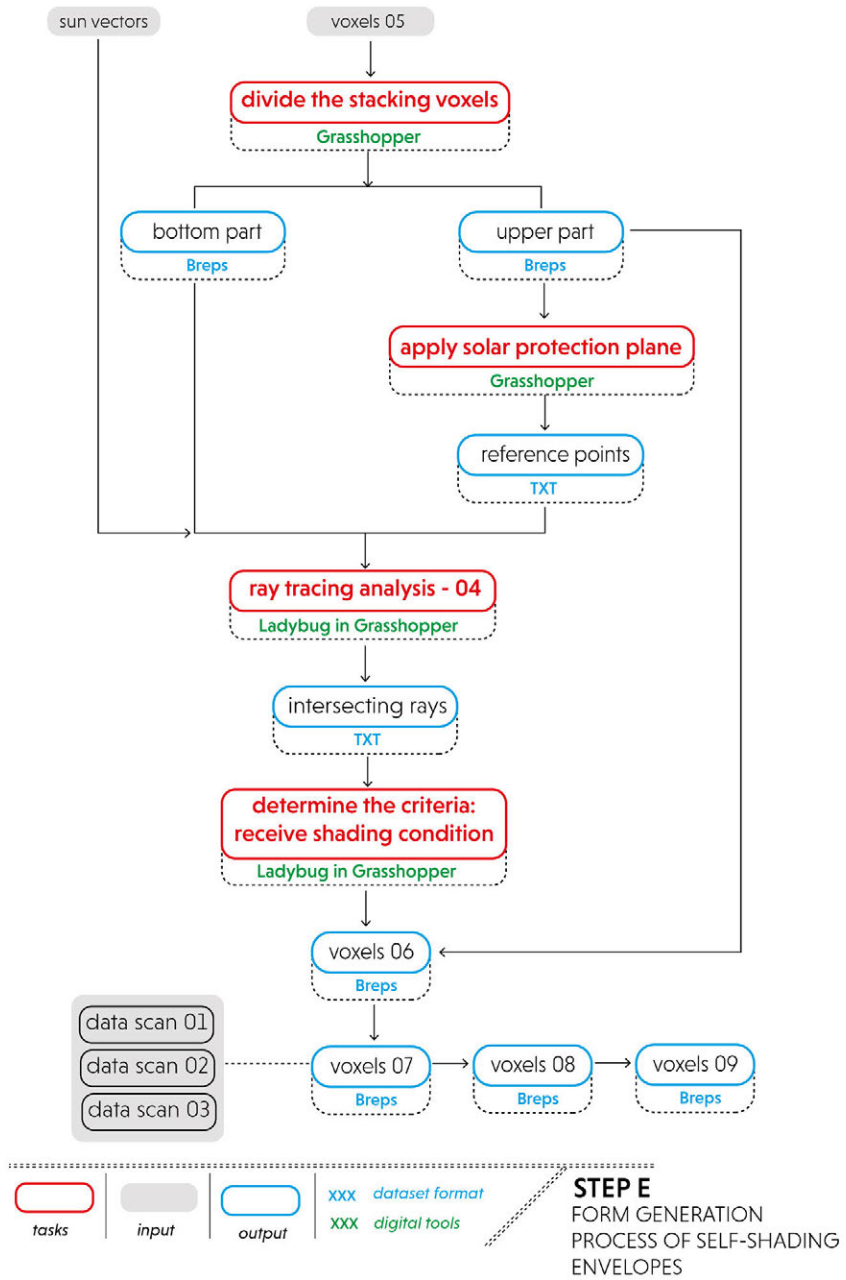 sun vectors
voxels 05
divide the stacking voxels
Grasshopper
bottom part
Breps
upper part
Breps
apply solar protection plane
Grasshopper
reference points
TXT
ray tracing analysis - 04
Ladybug in Grasshopper
intersecting rays
TXT
determine the criteria:
receive shading condition
Ladybug in Grasshopper
voxels 06
Breps
data scan 01
data scan 02
data scan 03
voxels 07
Breps
voxels 08
Breps
voxels 09
Breps
tasks
input
output
XXX dataset format
XXX digital tools
STEP E
FORM GENERATION
PROCESS OF SELF-SHADING
ENVELOPES